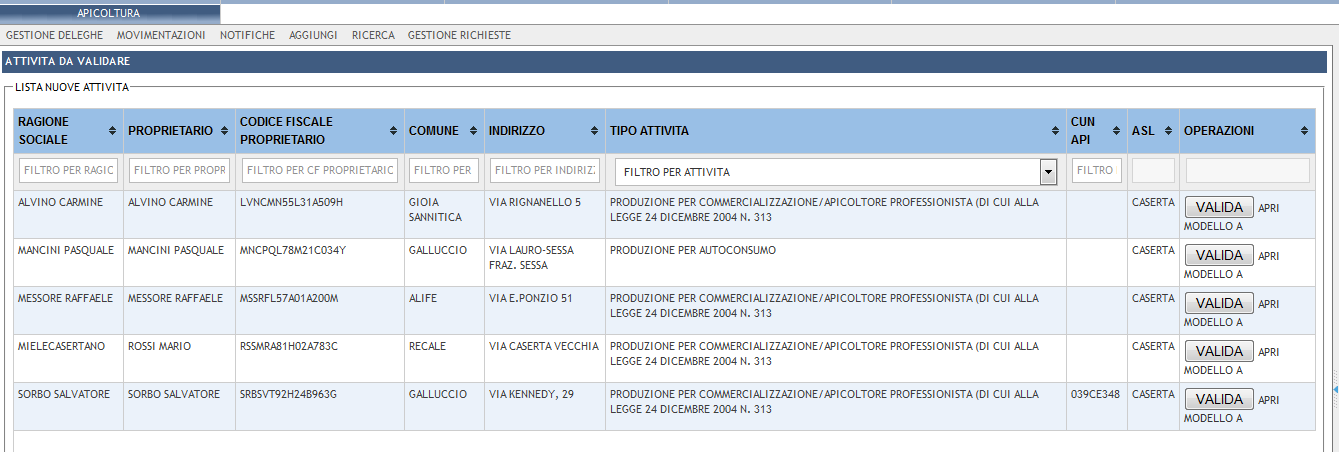 APICOLTURA
GESTIONE DELEGHE MOVIMENTAZIONI NOTIFICHE AGGIUNGI RICERCA GESTIONE RICHIESTE
ATTIVITA DA VALIDARE
LISTA NUOVE ATTIVITA
RAGIONE SOCIALE PROPRIETARIO CODICE FISCALE PROPRIETARIO COMUNE INDIRIZZO TIPO ATTIVITA CUN API ASL OPERAZIONI
FILTRO PER RAGIC FILTRO PER PROPR FILTRO PER CF PROPRIETARIC FILTRO PER FILTRO PER INDIRIZ FILTRO PER ATTIVITA FILTRO
ALVINO CARMINE ALVINO CARMINE LVNCMN55L31A509H GIOIA SANNITICA VIA RIGNANELLO 5 PRODUZIONE PER COMMERCIALIZZAZIONE/APICOLTORE PROFESSIONISTA (DI CUI ALLA LEGGE 24 DICEMBRE 2004 N. 313 CASERTA VALIDA APRI MODELLO A
MANCINI PASQUALE MANCINI PASQUALE MNCPQL78M21C034Y GALLUCCIO VIA LAURO-SESSA FRAZ. SESSA PRODUZIONE PER AUTOCONSUMO CASERTA VALIDA APRI MODELLO A
MESSORE RAFFAELE MESSORE RAFFAELE MSSRFL57A01A200M ALIFE VIA E.PONZIO 51 PRODUZIONE PER COMMERCIALIZZAZIONE/APICOLTORE PROFESSIONISTA (DI CUI ALLA LEGGE 24 DICEMBRE 2004 N. 313 CASERTA VALIDA APRI MODELLO A
MIELECASERTANO ROSSI MARIO RSSMRA81H02A783C RECALE VIA CASERTA VECCHIA PRODUZIONE PER COMMERCIALIZZAZIONE/APICOLTORE PROFESSIONISTA (DI CUI ALLA LEGGE 24 DICEMBRE 2004 N. 313 CASERTA VALIDA APRI MODELLO A
SORBO SALVATORE SORBO SALVATORE SRBSVT92H24B963G GALLUCCIO VIA KENNEDY, 29 PRODUZIONE PER COMMERCIALIZZAZIONE/APICOLTORE PROFESSIONISTA (DI CUI ALLA LEGGE 24 DICEMBRE 2004 N. 313 039CE348 CASERTA VALIDA APRI MODELLO A